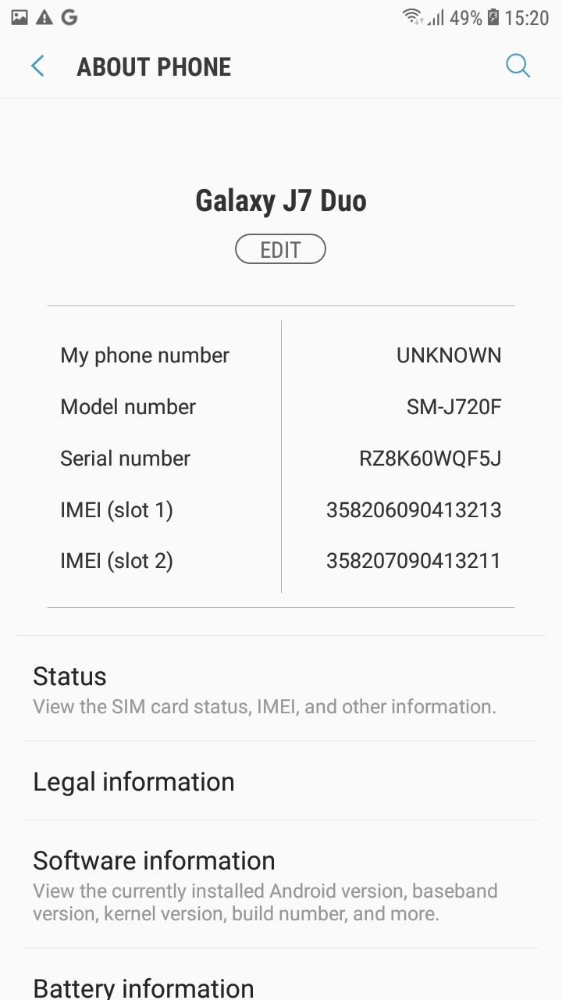 G 49% 15:20
ABOUT PHONE
Galaxy J7 Duo
EDIT
My phone number UNKNOWN
Model number SM-J720F
Serial number RZ8K60WQF5J
IMEI (slot 1) 358206090413213
IMEI (slot 2) 358207090413211
Status
View the SIM card status, IMEI, and other information.
Legal information
Software information
View the currently installed Android version, baseband
version, kernel version, build number, and more.
Battery information